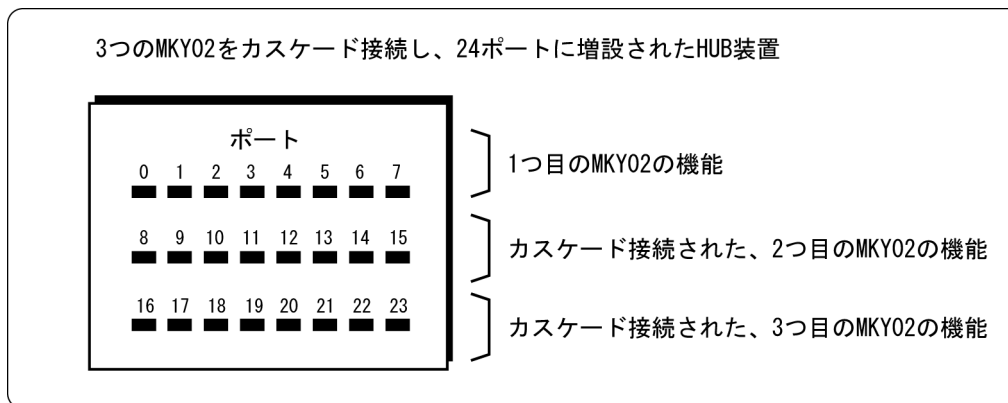 3つのMKY02をカスケード接続し、24ポートに増設されたHUB装置
ポート
0 1 2 3 4 5 6 7
1つ目のMKY02の機能
8 9 10 11 12 13 14 15
カスケード接続された、2つ目のMKY02の機能
16 17 18 19 20 21 22 23
カスケード接続された、3つ目のMKY02の機能